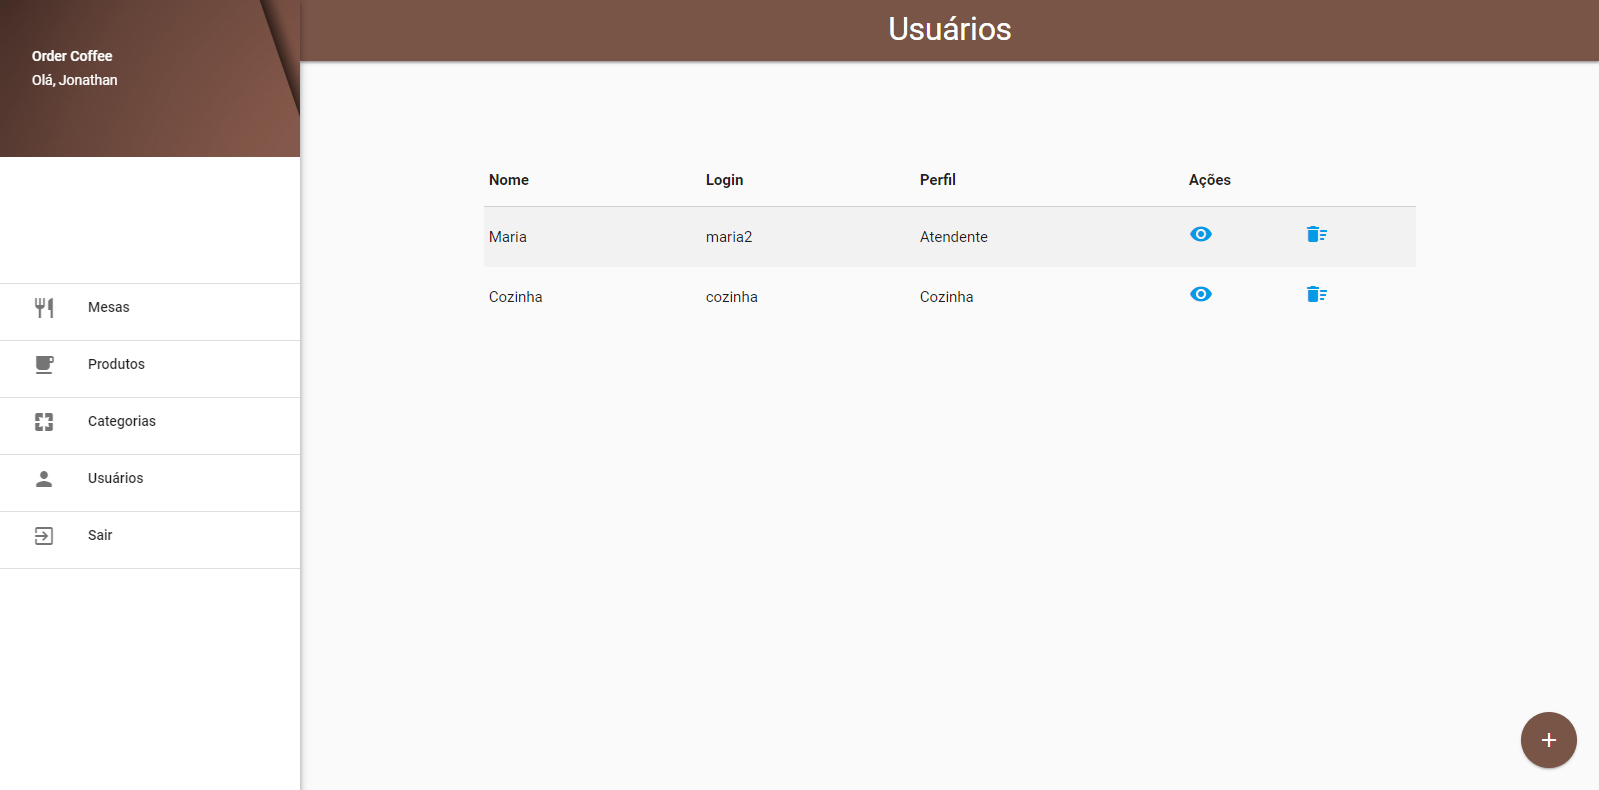 Order Coffee
Olá, Jonathan
Mesas
Produtos
Categorias
Usuários
Sair
Usuários
Nome Login Perfil Ações
Maria maria2 Atendente
Cozinha cozinha Cozinha